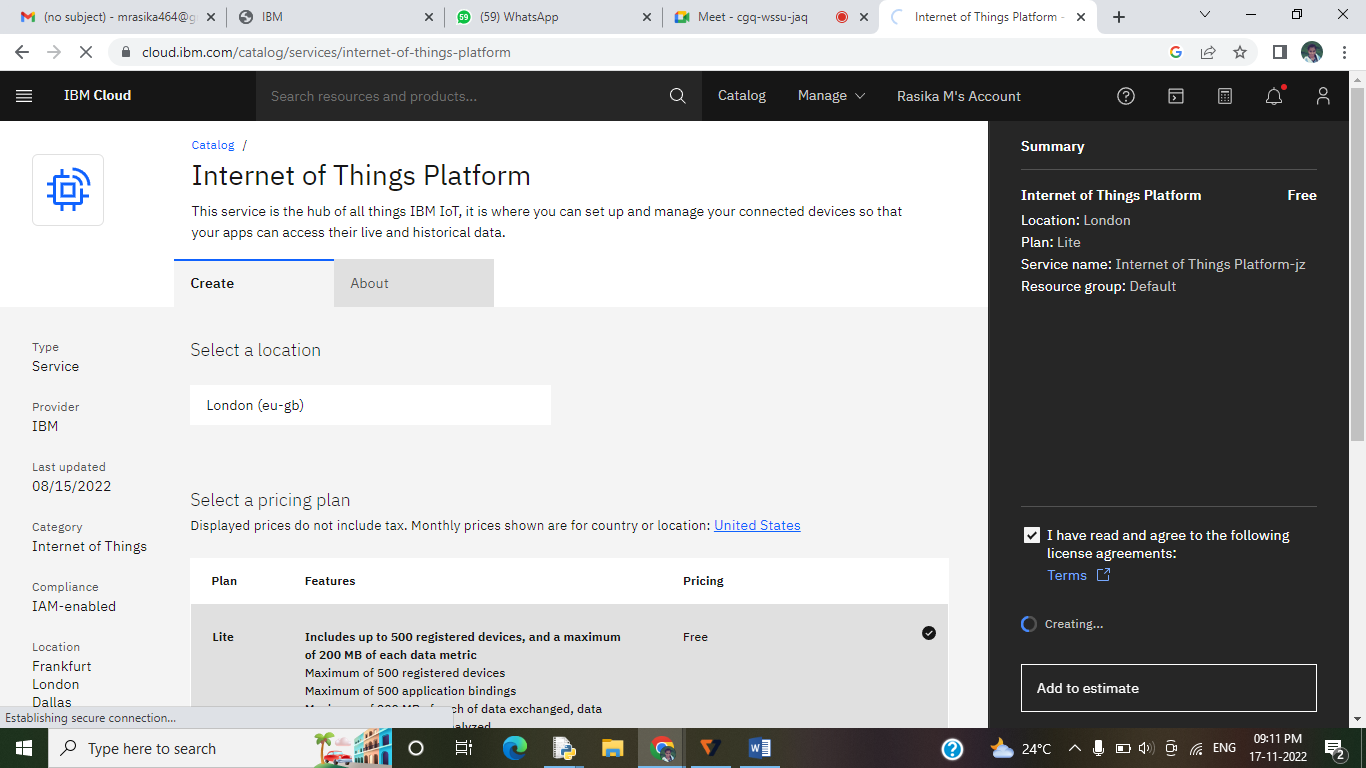 (no subject) - mrasika464@g
IBM
(59) WhatsApp
Meet - cgq-wssu-jaq
Internet of Things Platform -
cloud.ibm.com/catalog/services/internet-of-things-platform
IBM Cloud
Search resources and products...
Catalog
Manage
Rasika M's Account
Catalog /
Internet of Things Platform
This service is the hub of all things IBM IoT, it is where you can set up and manage your connected devices so that
your apps can access their live and historical data.
Create
About
Type
Service
Provider
IBM
Last updated
08/15/2022
Category
Internet of Things
Compliance
IAM-enabled
Location
Frankfurt
London
Dallas
Select a location
London (eu-gb)
Select a pricing plan
Displayed prices do not include tax. Monthly prices shown are for country or location: United States
Plan Features Pricing
Lite
Includes up to 500 registered devices, and a maximum
of 200 MB of each data metric
Maximum of 500 registered devices
Maximum of 500 application bindings
of data exchanged, data
Free
Summary
Internet of Things Platform Free
Location: London
Plan: Lite
Service name: Internet of Things Platform-jz
Resource group: Default
I have read and agree to the following
license agreements:
Terms
Creating...
Add to estimate
Establishing secure connection...
Type here to search
59
24°C
ENG
09:11 PM
17-11-2022
2